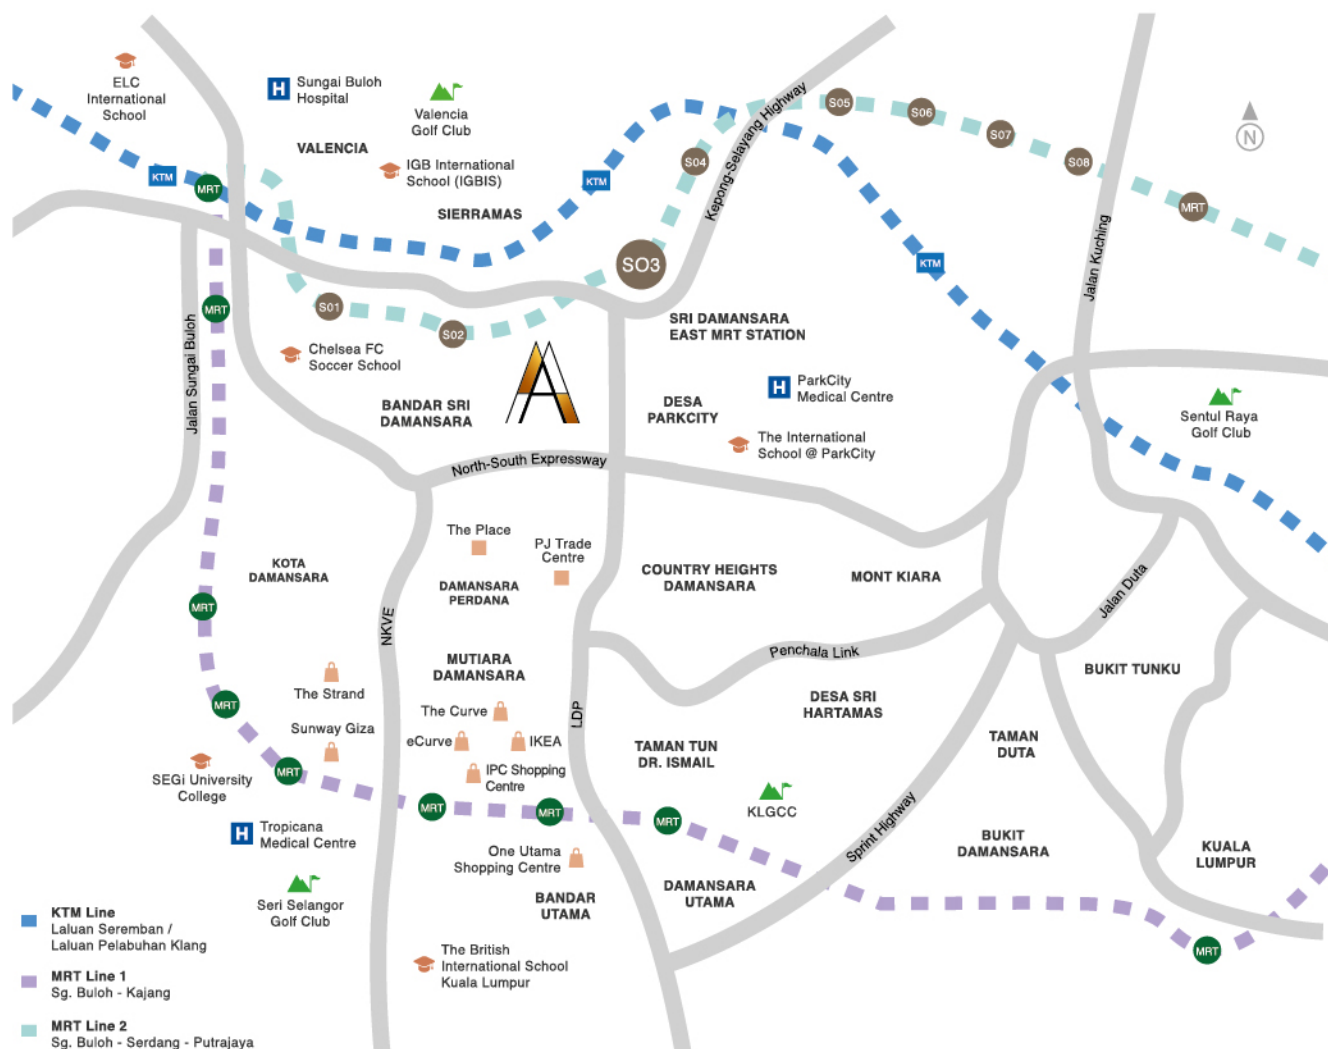 ELC
International
School
Sungai Buloh
Hospital
H
Valencia
Golf Club
VALENCIA
IGB International
School (IGBIS)
SIERRAMAS
KTM
MRT
KTM
S04
Kepong-Selayang Highway
S05
S06
S07
S08
MRT
N
Jalan Kuching
KTM
SO3
MRT
S01
S02
Jalan Sungai Buloh
Chelsea FC
Soccer School
SRI DAMANSARA
EAST MRT STATION
BANDAR SRI
DAMANSARA
DESA
PARKCITY
H
ParkCity
Medical Centre
The International
School @ ParkCity
Sentul Raya
Golf Club
North-South Expressway
The Place
PJ Trade
Centre
KOTA
DAMANSARA
DAMANSARA
PERDANA
COUNTRY HEIGHTS
DAMANSARA
MONT KIARA
Jalan Duta
MRT
NKVE
MUTIARA
DAMANSARA
Penchala Link
BUKIT TUNKU
The Strand
MRT
Sunway Giza
The Curve
eCurve
IKEA
LDP
DESA SRI
HARTAMAS
TAMAN TUN
DR. ISMAIL
TAMAN
DUTA
SEGi University
College
MRT
IPC Shopping
Centre
MRT
MRT
MRT
KLGCC
Sprint Highway
H
Tropicana
Medical Centre
One Utama
Shopping Centre
BUKIT
DAMANSARA
KUALA
LUMPUR
Seri Selangor
Golf Club
BANDAR
UTAMA
DAMANSARA
UTAMA
The British
International School
Kuala Lumpur
MRT
KTM Line
Laluan Seremban /
Laluan Pelabuhan Klang
MRT Line 1
Sg. Buloh - Kajang
MRT Line 2
Sg. Buloh - Serdang - Putrajaya